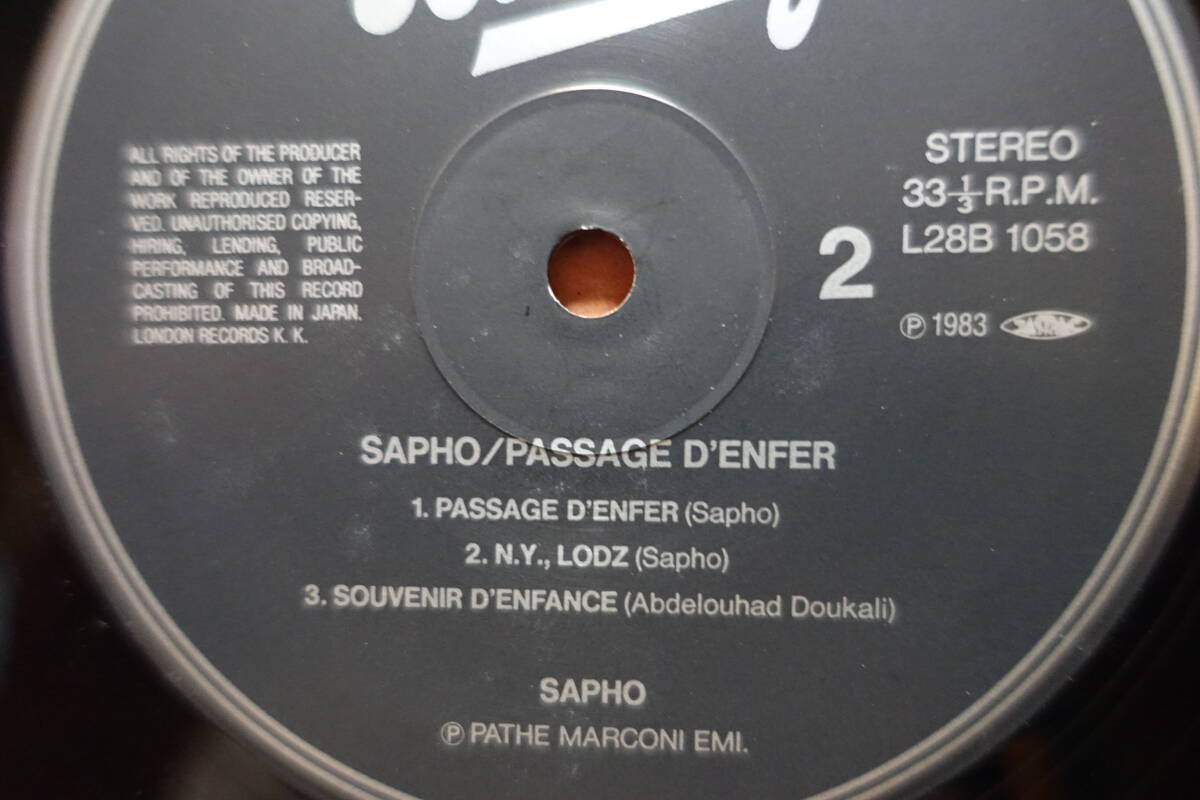 ALL RIGHTS OF THE PRODUCER
AND OF THE OWNER OF THE
WORK REPRODUCED RESER-
VED. UNAUTHORISED COPYING,
HIRING, LENDING, PUBLIC
PERFORMANCE AND BROAD-
CASTING OF THIS RECORD
PROHIBITED. MADE IN JAPAN.
LONDON RECORDS K. K.
STEREO
33 1/3 R.P.M.
L28B 1058
2
℗ 1983 JASRAC
SAPHO/PASSAGE D'ENFER
1. PASSAGE D'ENFER (Sapho)
2. N.Y., LODZ (Sapho)
3. SOUVENIR D'ENFANCE (Abdelouhad Doukali)
SAPHO
℗ PATHE MARCONI EMI.